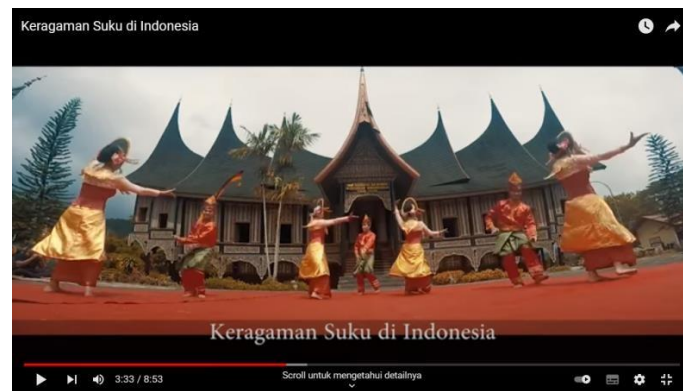 Keragaman Suku di Indonesia
Keragaman Suku di Indonesia
3:33 / 8:53
Scroll untuk mengetahui detailnya